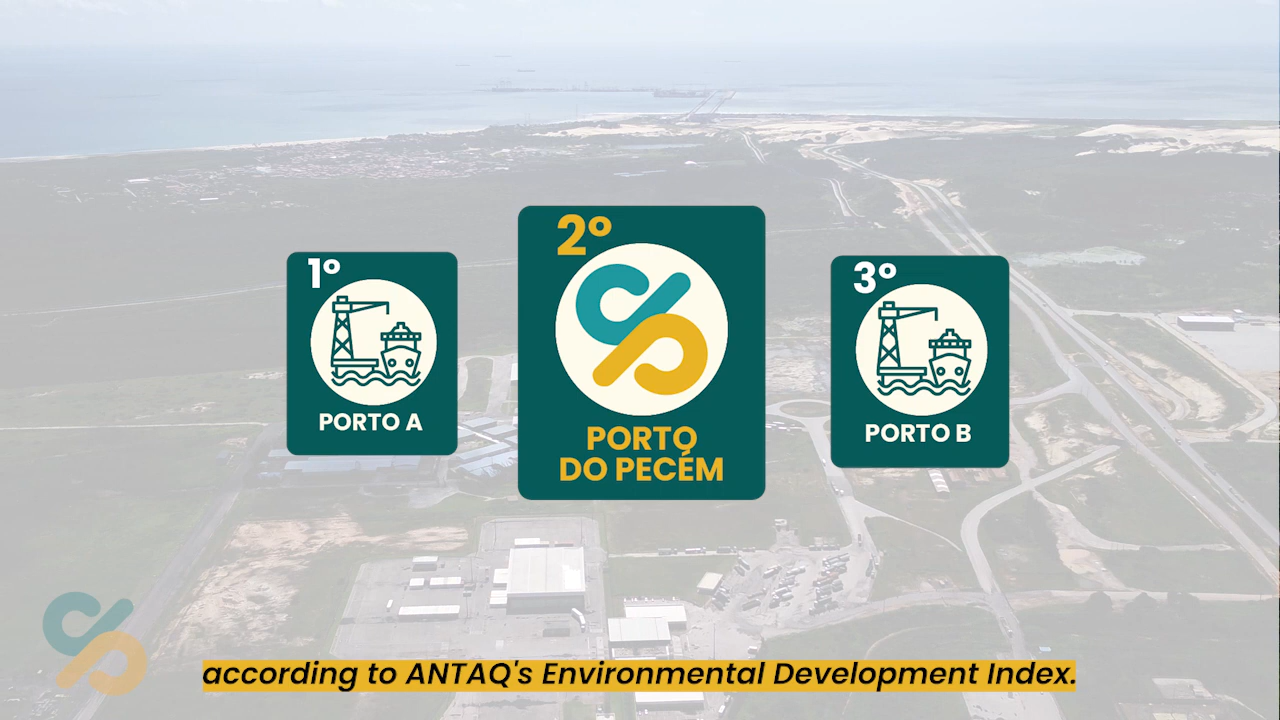 1º
PORTO A
2º
PORTO
DO PECÉM
3º
PORTO B
according to ANTAQ's Environmental Development Index.